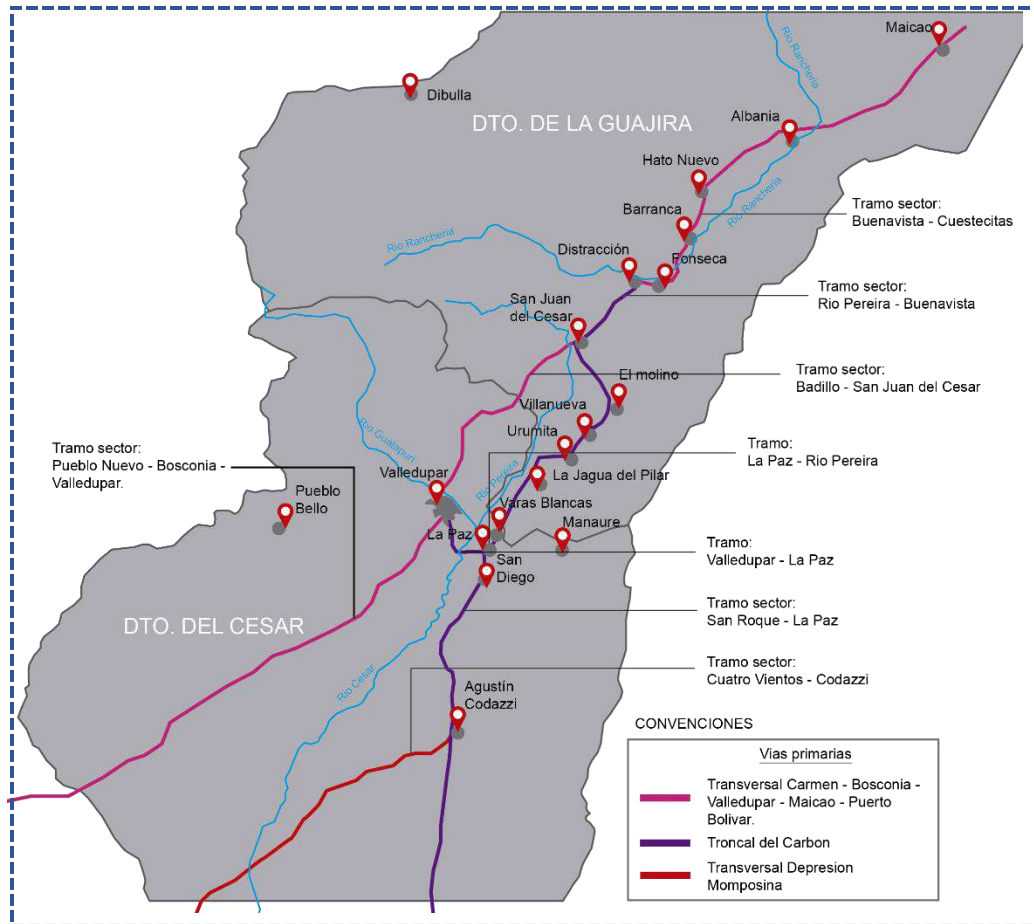 Maicao
Rio Rancheria
Dibulla
DTO. DE LA GUAJIRA
Albania
Hato Nuevo
Rio Rancheria
Barranca
Tramo sector:
Buenavista - Cuestecitas
Rio Rancheria
Distracción
Fonseca
Tramo sector:
Rio Pereira - Buenavista
San Juan
del Cesar
Tramo sector:
Badillo - San Juan del Cesar
El molino
Villanueva
Urumita
Rio Guatapuri
Tramo sector:
Pueblo Nuevo - Bosconia -
Valledupar.
Tramo:
La Paz - Rio Pereira
Valledupar
La Jagua del Pilar
Rio Pereira
Pueblo
Bello
Varas Blancas
Manaure
La Paz
San
Diego
Tramo:
Valledupar - La Paz
Tramo sector:
San Roque - La Paz
DTO. DEL CESAR
Rio Cesar
Tramo sector:
Cuatro Vientos - Codazzi
Agustín
Codazzi
CONVENCIONES
Vias primarias
Transversal Carmen - Bosconia -
Valledupar - Maicao - Puerto
Bolivar.
Troncal del Carbon
Transversal Depresion
Momposina